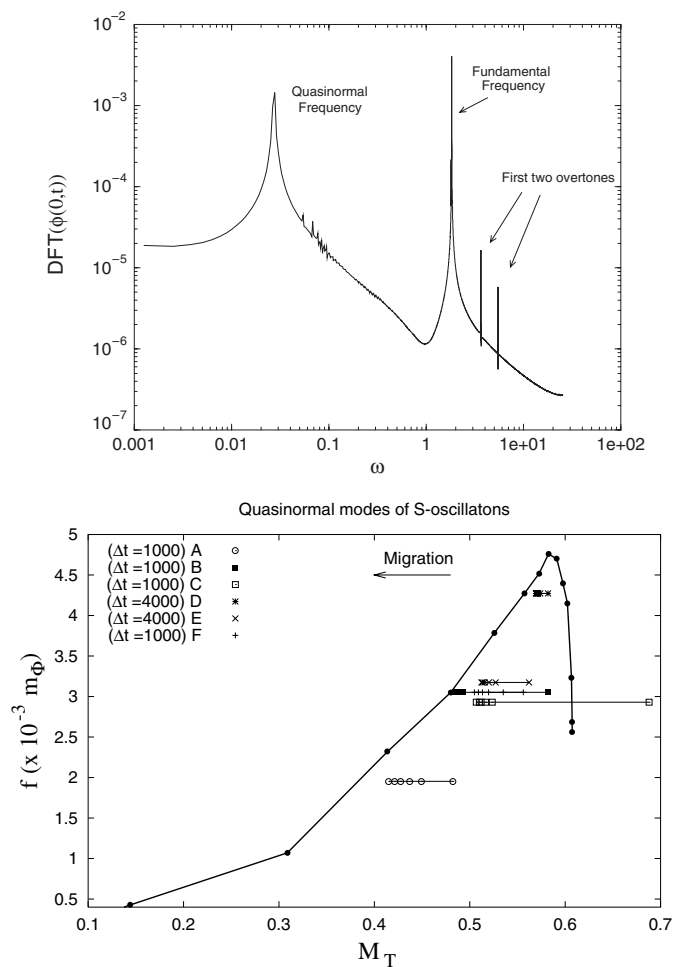 10^-2
10^-3
10^-4
10^-5
10^-6
10^-7
DFT(ϕ(0,t))
Quasinormal
Frequency
Fundamental
Frequency
First two overtones
0.001 0.01 0.1 1 1e+01 1e+02
ω
Quasinormal modes of S-oscillatons
5
4.5
4
3.5
3
2.5
2
1.5
1
0.5
f (x 10^-3 m_Φ)
(Δt =1000) A
(Δt =1000) B
(Δt =1000) C
(Δt =4000) D
(Δt =4000) E
(Δt =1000) F
Migration
0.1 0.2 0.3 0.4 0.5 0.6 0.7
M_T